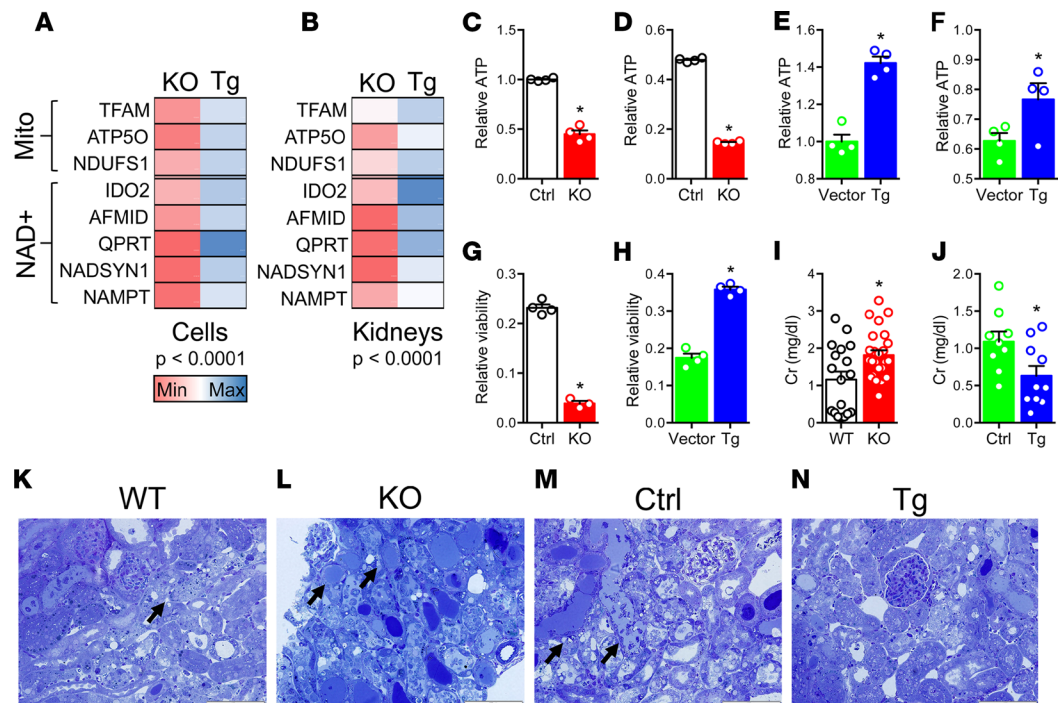 A
B
C
D
E
F
KO Tg
KO Tg
Mito
TFAM
ATP5O
NDUFS1
NAD+
IDO2
AFMID
QPRT
NADSYN1
NAMPT
TFAM
ATP5O
NDUFS1
IDO2
AFMID
QPRT
NADSYN1
NAMPT
Cells
p < 0.0001
Min Max
Kidneys
p < 0.0001
Relative ATP
1.5
1.0
0.5
0.0
*
Ctrl KO
Relative ATP
0.6
0.4
0.2
0.0
*
Ctrl KO
Relative ATP
1.6
1.4
1.2
1.0
0.8
*
Vector Tg
Relative ATP
1.0
0.9
0.8
0.7
0.6
0.5
*
Vector Tg
G
H
I
J
Relative viability
0.3
0.2
0.1
0.0
*
Ctrl KO
Relative viability
0.6
0.4
0.2
0.0
*
Vector Tg
Cr (mg/dl)
4
3
2
1
0
*
WT KO
Cr (mg/dl)
2.0
1.5
1.0
0.5
0.0
*
Ctrl Tg
K
WT
L
KO
M
Ctrl
N
Tg